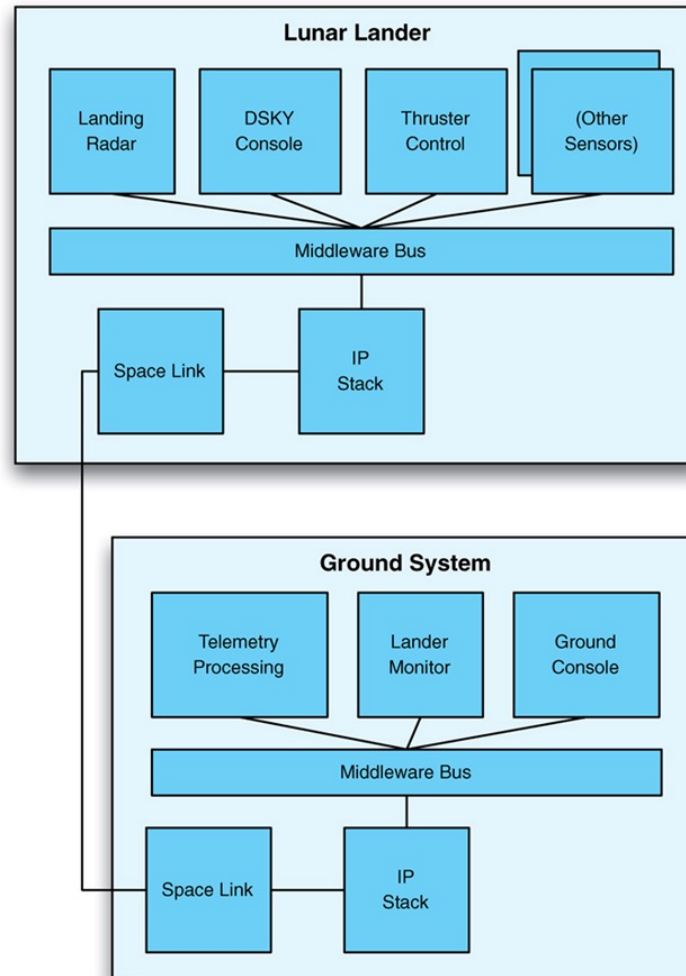 Lunar Lander
Landing
Radar
DSKY
Console
Thruster
Control
(Other
Sensors)
Middleware Bus
Space Link
IP
Stack
Ground System
Telemetry
Processing
Lander
Monitor
Ground
Console
Middleware Bus
Space Link
IP
Stack